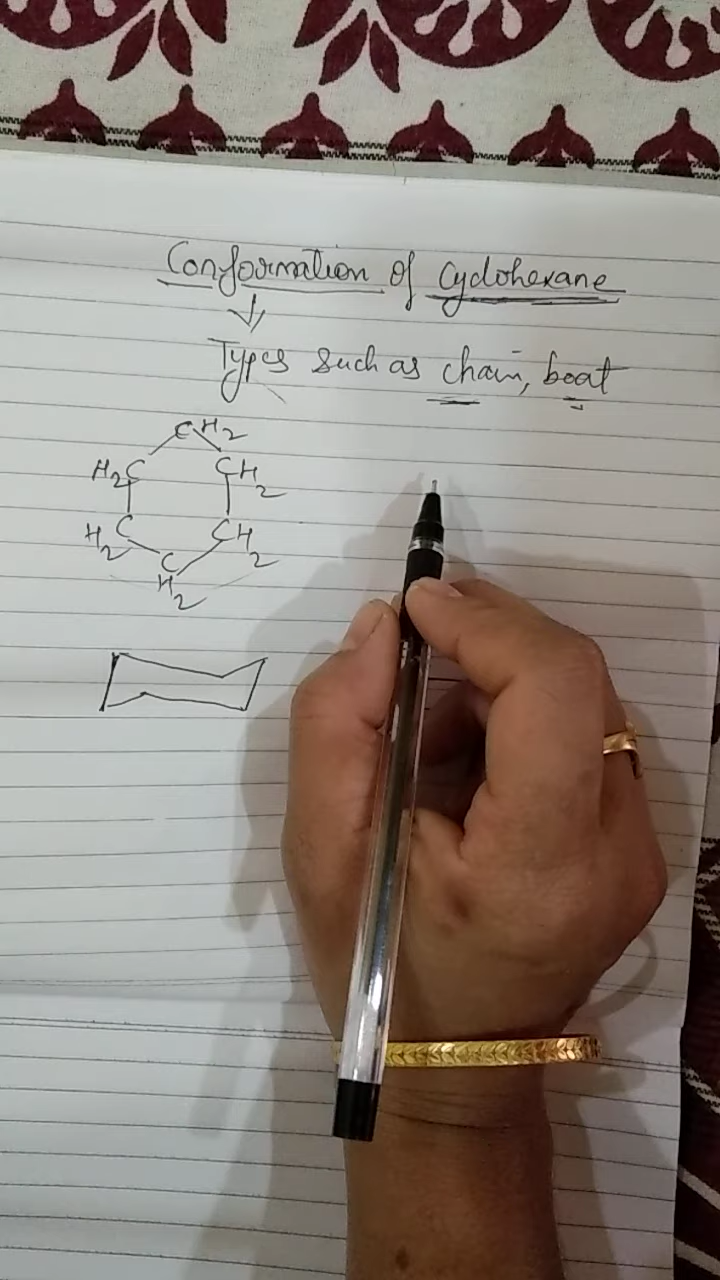 Conformation of Cyclohexane
Types such as chain, boat
CH2
H2C CH2
H2C CH2
C
H2